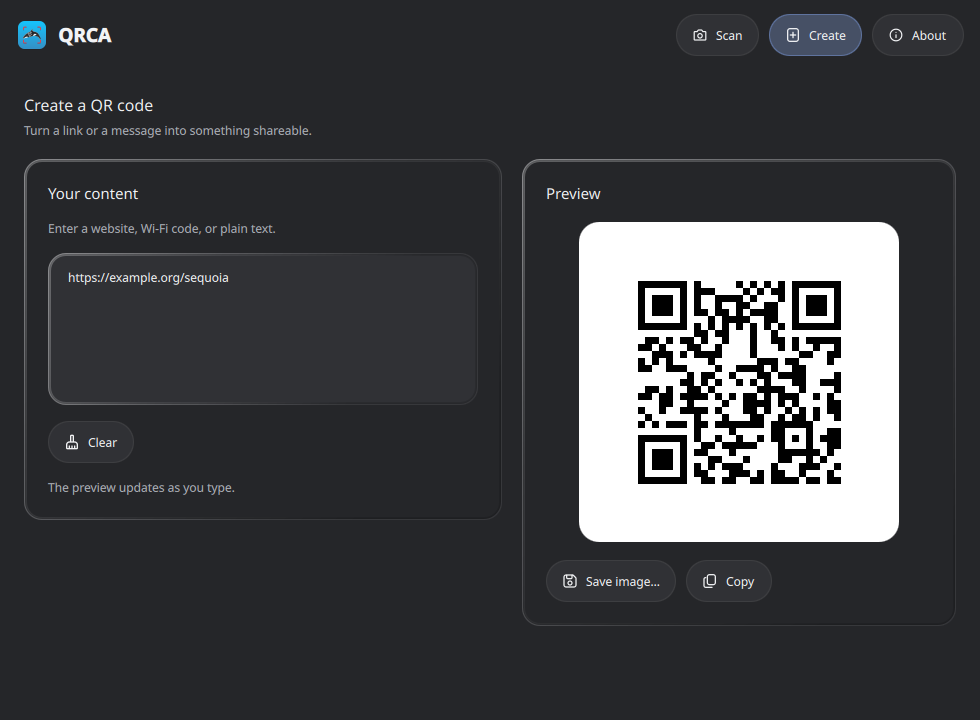 QRCA
Scan
Create
About
Create a QR code
Turn a link or a message into something shareable.
Your content
Enter a website, Wi-Fi code, or plain text.
https://example.org/sequoia
Clear
The preview updates as you type.
Preview
Save image...
Copy